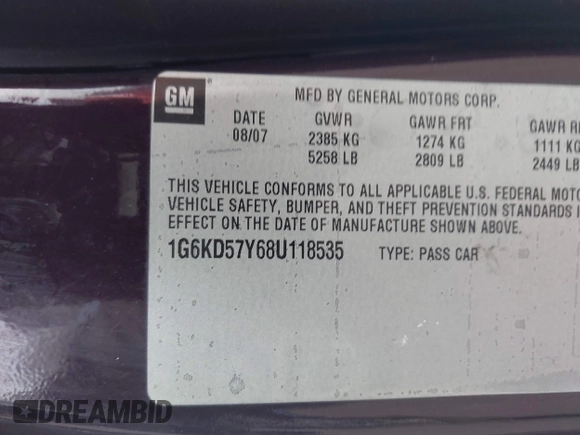 GM
MFD BY GENERAL MOTORS CORP.
DATE GVWR GAWR FRT GAWR
08/07 2385 KG 1274 KG 1111 KG
5258 LB 2809 LB 2449 LB
THIS VEHICLE CONFORMS TO ALL APPLICABLE U.S. FEDERAL
VEHICLE SAFETY, BUMPER, AND THEFT PREVENTION STANDARDS
EFFECT ON THE DATE OF MANUFACTURE SHOWN ABOVE.
1G6KD57Y68U118535 TYPE: PASS CAR
DREAMBID